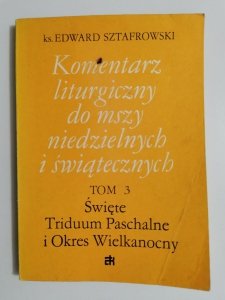 ks. EDWARD SZTAFROWSKI
Komentarz
liturgiczny
do mszy
niedzielnych
i świątecznych
TOM 3
Święte
Triduum Paschalne
i Okres Wielkanocny